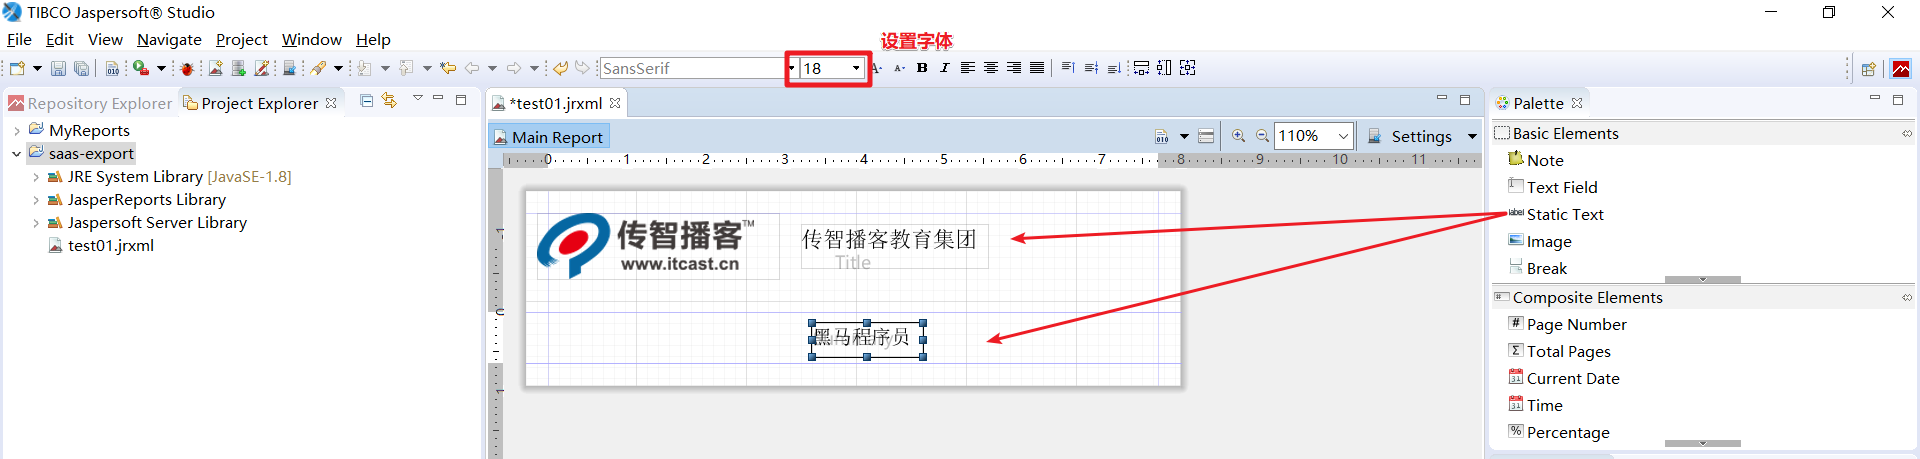 TIBCO Jaspersoft® Studio
File Edit View Navigate Project Window Help
设置字体
SansSerif 18
Repository Explorer Project Explorer
*test01.jrxml
Palette
MyReports
saas-export
JRE System Library [JavaSE-1.8]
JasperReports Library
Jaspersoft Server Library
test01.jrxml
Main Report
110% Settings
0 1 2 3 4 5 6 7 8 9 10 11
传智播客™
www.itcast.cn
传智播客教育集团
Title
黑马程序员
Basic Elements
Note
Text Field
label Static Text
Image
Break
Composite Elements
# Page Number
Σ Total Pages
31 Current Date
31 Time
% Percentage